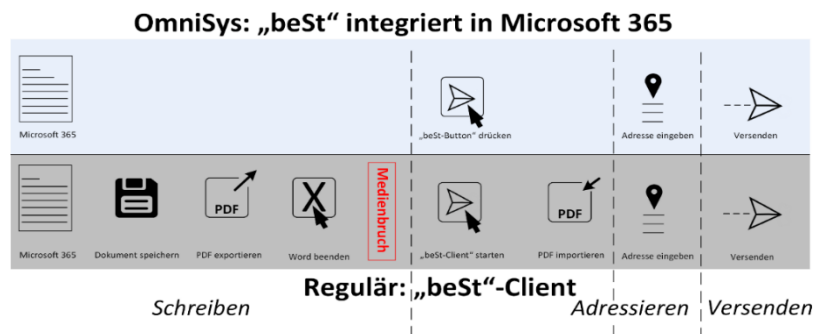 OmniSys: „beSt“ integriert in Microsoft 365
Microsoft 365
„beSt-Button“ drücken
Adresse eingeben
Versenden
PDF
X
Medienbruch
PDF
Microsoft 365
Dokument speichern
PDF exportieren
Word beenden
„beSt-Client“ starten
PDF importieren
Adresse eingeben
Versenden
Regulär: „beSt“-Client
Schreiben
Adressieren
Versenden